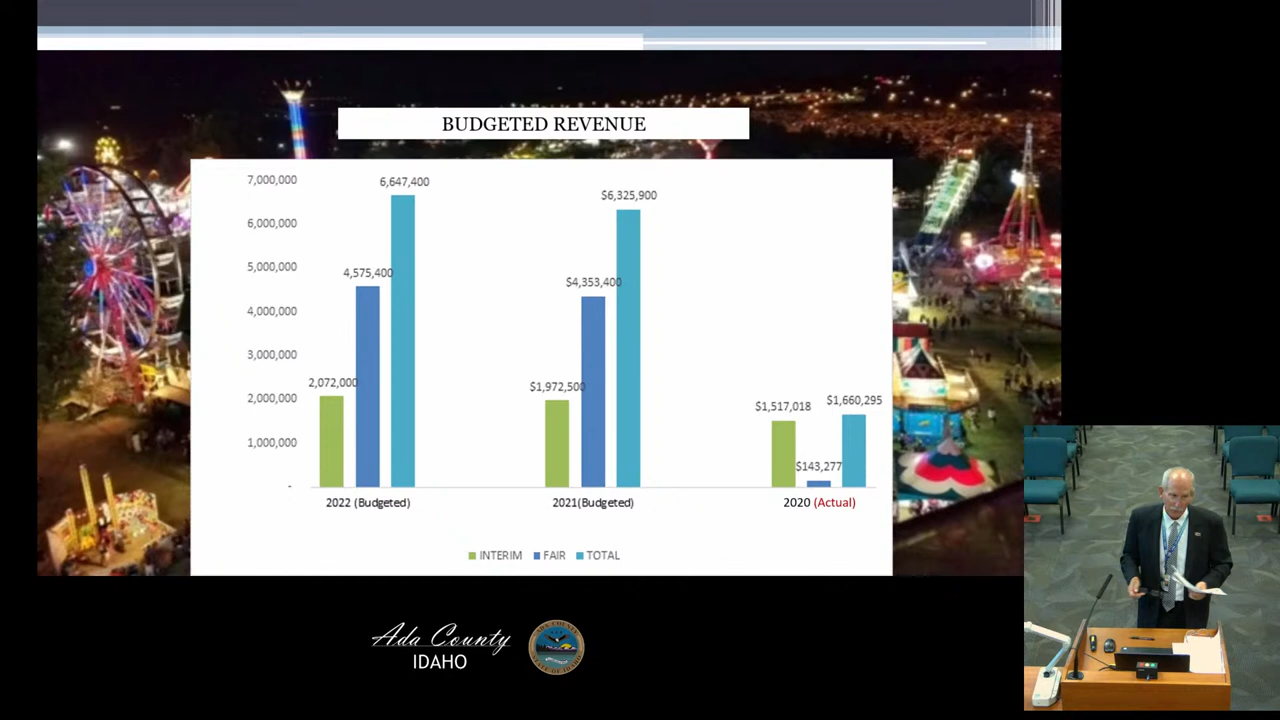 BUDGETED REVENUE
7,000,000
6,000,000
5,000,000
4,000,000
3,000,000
2,000,000
1,000,000
-
2,072,000
4,575,400
6,647,400
$1,972,500
$4,353,400
$6,325,900
$1,517,018
$143,277
$1,660,295
2022 (Budgeted)
2021(Budgeted)
2020 (Actual)
INTERIM FAIR TOTAL
Ada County
IDAHO